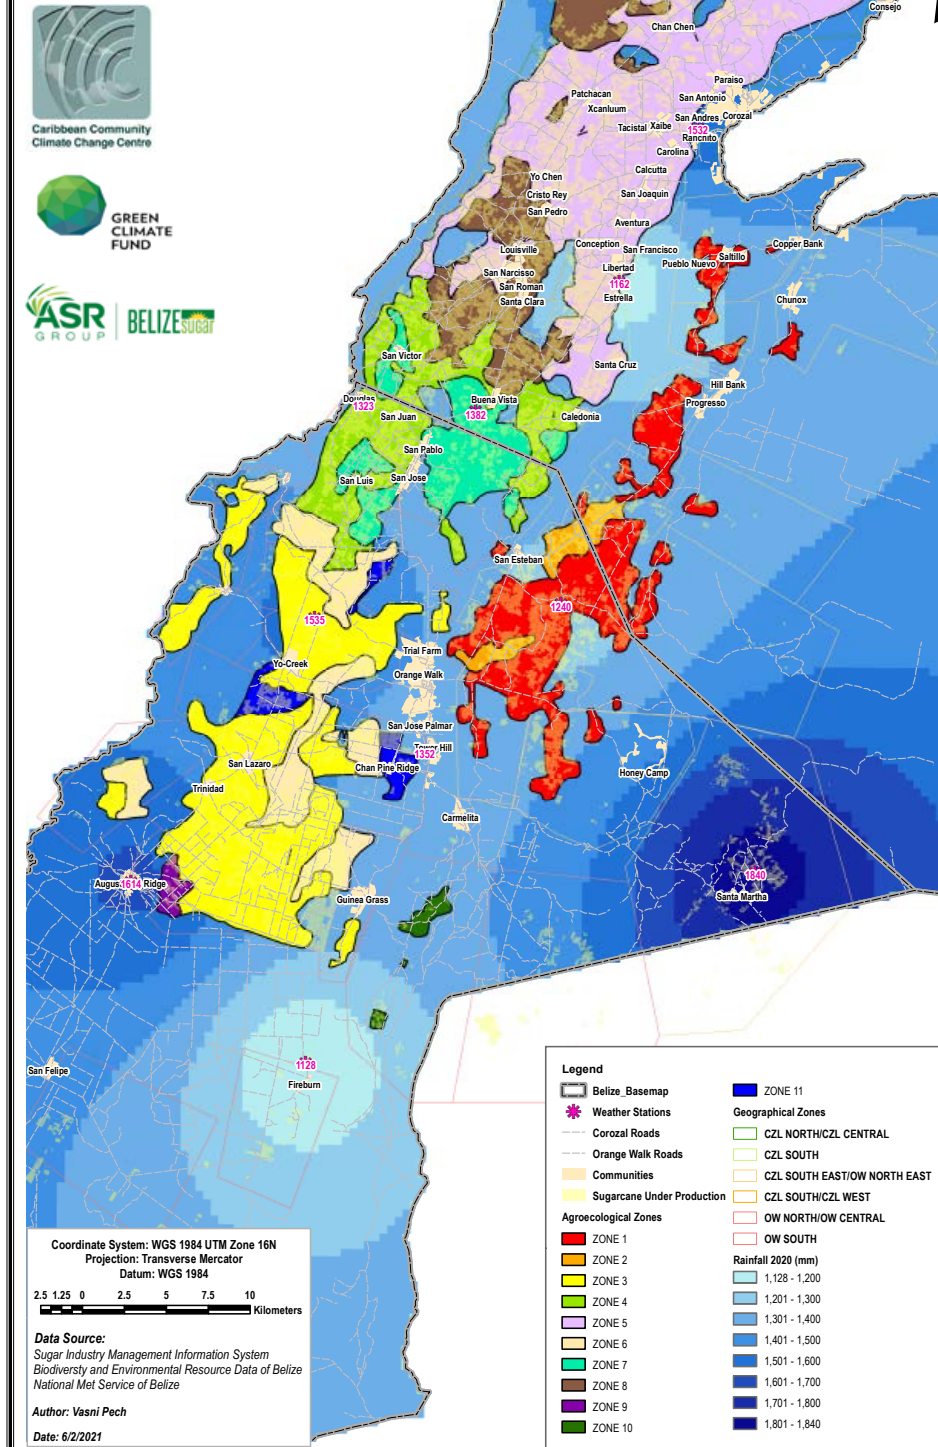 Caribbean Community
Climate Change Centre
GREEN
CLIMATE
FUND
ASR
GROUP
BELIZE sugar
Consejo
Chan Chen
Paraiso
Patchacan
San Antonio
Xcanluum
San Andres
Corozal
Tacistal
Xaibe
1532
Ranchito
Carolina
Calcutta
Yo Chen
Cristo Rey
San Joaquin
San Pedro
Aventura
Conception
San Francisco
Copper Bank
Louisville
Pueblo Nuevo
Saltillo
Libertad
San Narcisso
1162
San Roman
Estrella
Santa Clara
Chunox
San Victor
Santa Cruz
Hill Bank
Douglas
1323
Buena Vista
Progresso
San Juan
1382
Caledonia
San Pablo
San Luis
San Jose
San Esteban
1240
1535
Trial Farm
Yo-Creek
Orange Walk
San Jose Palmar
Tower Hill
1352
San Lazaro
Chan Pine Ridge
Honey Camp
Trinidad
Carmelita
August
1614
Ridge
1840
Santa Martha
Guinea Grass
1128
San Felipe
Fireburn
Legend
Belize_Basemap
Weather Stations
Corozal Roads
Orange Walk Roads
Communities
Sugarcane Under Production
Agroecological Zones
ZONE 1
ZONE 2
ZONE 3
ZONE 4
ZONE 5
ZONE 6
ZONE 7
ZONE 8
ZONE 9
ZONE 10
ZONE 11
Geographical Zones
CZL NORTH/CZL CENTRAL
CZL SOUTH
CZL SOUTH EAST/OW NORTH EAST
CZL SOUTH/CZL WEST
OW NORTH/OW CENTRAL
OW SOUTH
Rainfall 2020 (mm)
1,128 - 1,200
1,201 - 1,300
1,301 - 1,400
1,401 - 1,500
1,501 - 1,600
1,601 - 1,700
1,701 - 1,800
1,801 - 1,840
Coordinate System: WGS 1984 UTM Zone 16N
Projection: Transverse Mercator
Datum: WGS 1984
2.5 1.25 0 2.5 5 7.5 10
Kilometers
Data Source:
Sugar Industry Management Information System
Biodiversty and Environmental Resource Data of Belize
National Met Service of Belize
Author: Vasni Pech
Date: 6/2/2021